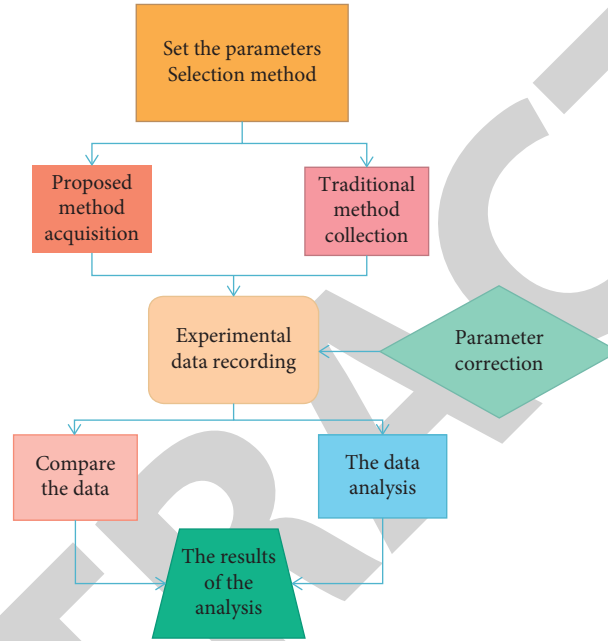 Set the parameters
Selection method
Proposed
method
acquisition
Traditional
method
collection
Experimental
data recording
Parameter
correction
Compare
the data
The data
analysis
The results
of the
analysis